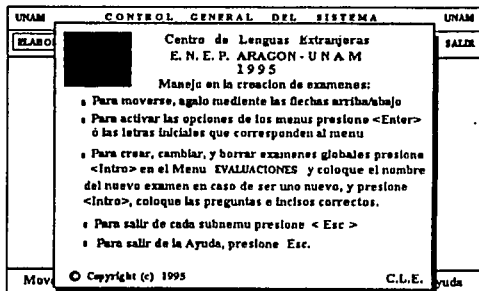 UNAM CONTROL GENERAL DEL SISTEMA UNAM
ELABO SALIR
Centro de Lenguas Extranjeras
E. N. E. P. ARAGON - U N A M
1995
Manejo en la creacion de examenes:
Para moverse, agalo mediente las flechas arriba/abajo
Para activar las opciones de los menus presione <Enter>
ó las letras iniciales que corresponden al menu
Para crear, cambiar, y borrar examenes globales presione
<Intro> en el Menu EVALUACIONES y coloque el nombre
del nuevo examen en caso de ser uno nuevo, y presione
<Intro>, coloque las preguntas e incisos correctos.
Para salir de cada subnemu presione < Esc >
Para salir de la Ayuda, presione Esc.
© Copyright (c) 1995 C.L.E.
Move yuda